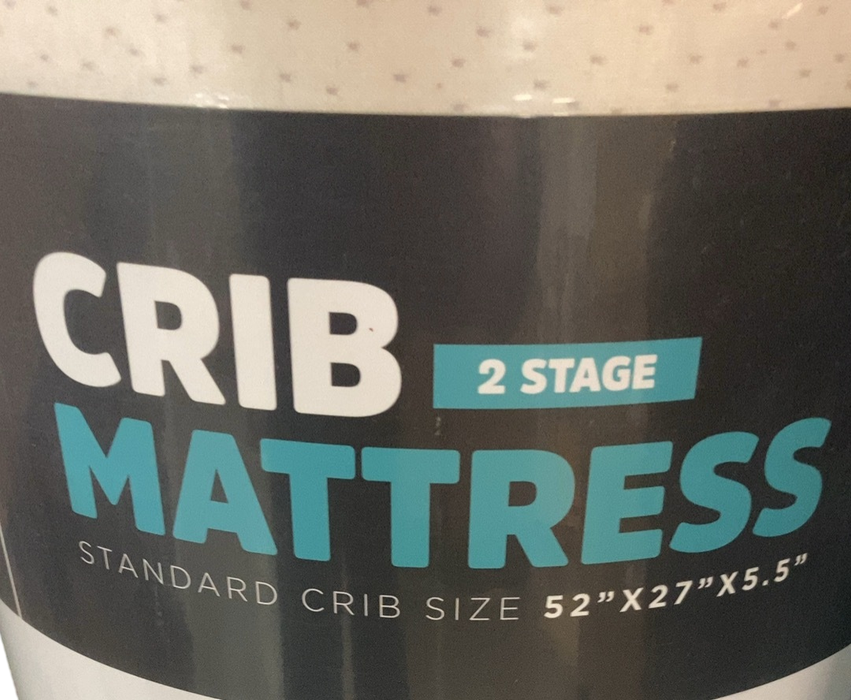 CRIB
2 STAGE
MATTRESS
STANDARD CRIB SIZE 52”X27”X5.5”